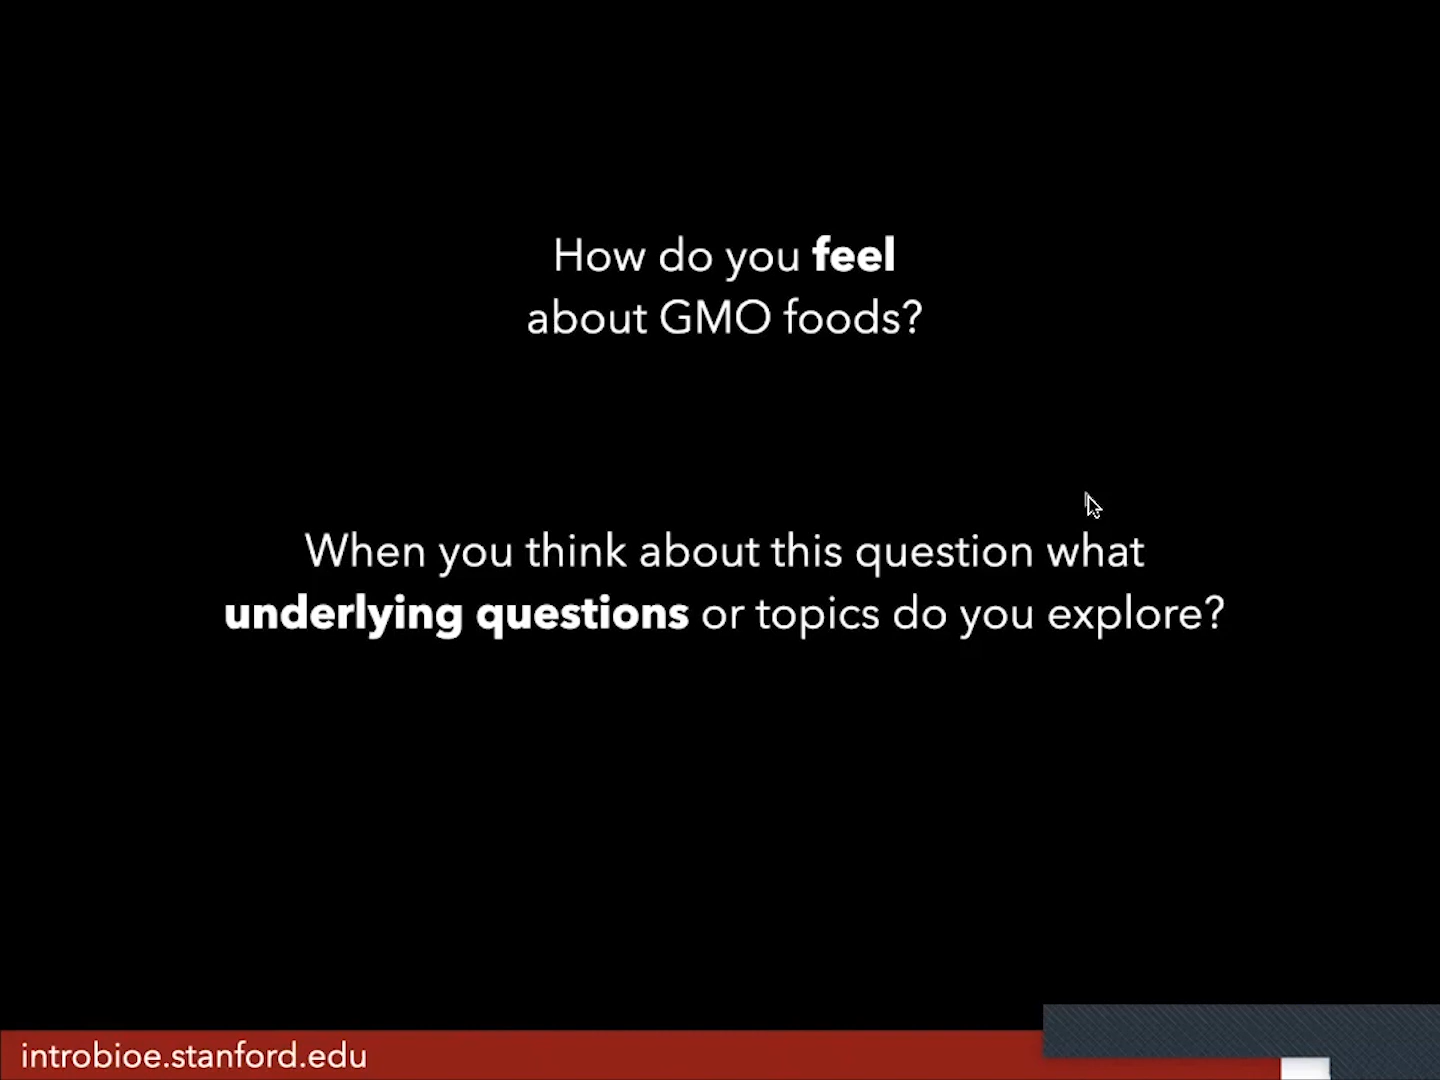 How do you feel
about GMO foods?
When you think about this question what
underlying questions or topics do you explore?
introbioe.stanford.edu